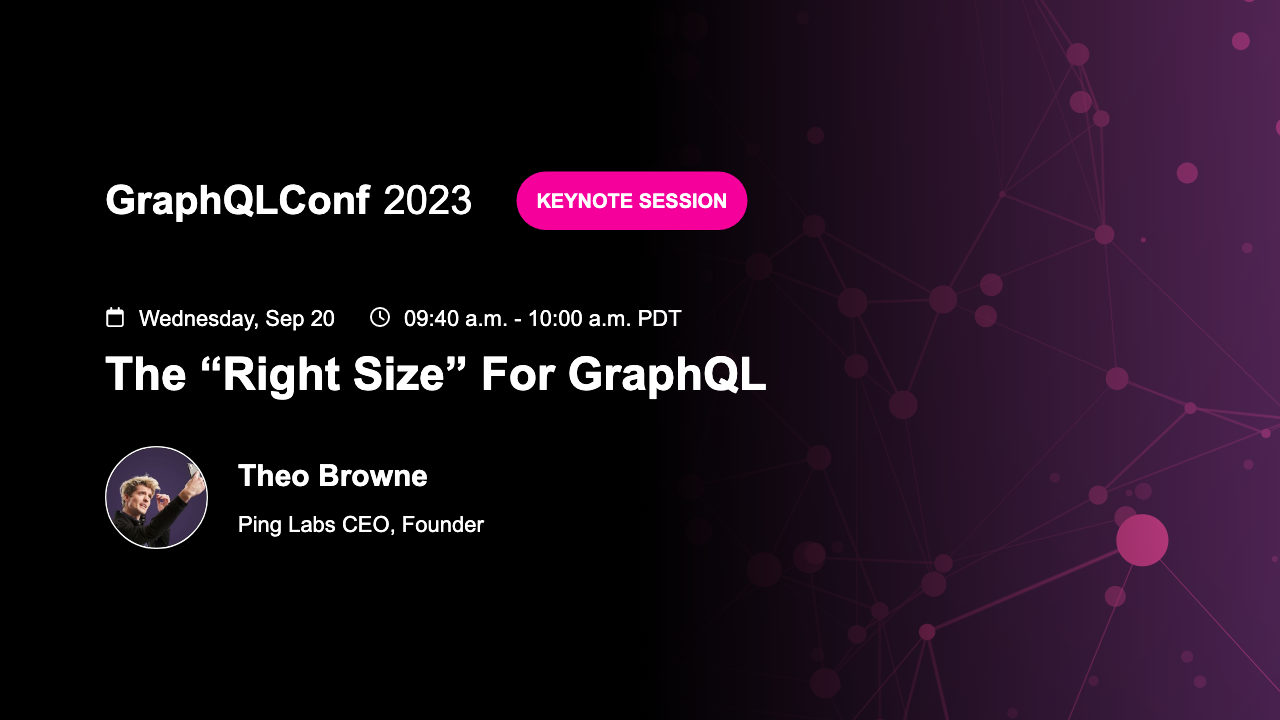 GraphQLConf 2023
KEYNOTE SESSION
Wednesday, Sep 20
09:40 a.m. - 10:00 a.m. PDT
The “Right Size” For GraphQL
Theo Browne
Ping Labs CEO, Founder